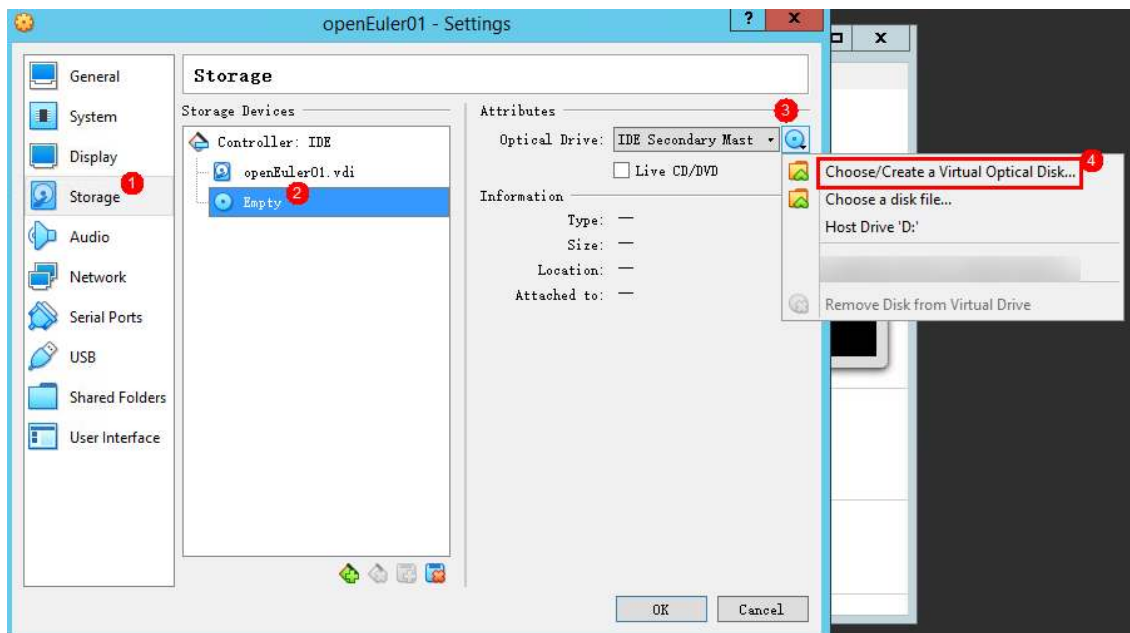 openEuler01 - Settings
? x
x
General
System
Display
Storage
Audio
Network
Serial Ports
USB
Shared Folders
User Interface
1
Storage
Storage Devices
Controller: IDE
openEuler01.vdi
Empty
2
Attributes
3
Optical Drive: IDE Secondary Mast
Live CD/DVD
Information
Type: —
Size: —
Location: —
Attached to: —
4
Choose/Create a Virtual Optical Disk...
Choose a disk file...
Host Drive 'D:'
Remove Disk from Virtual Drive
OK
Cancel